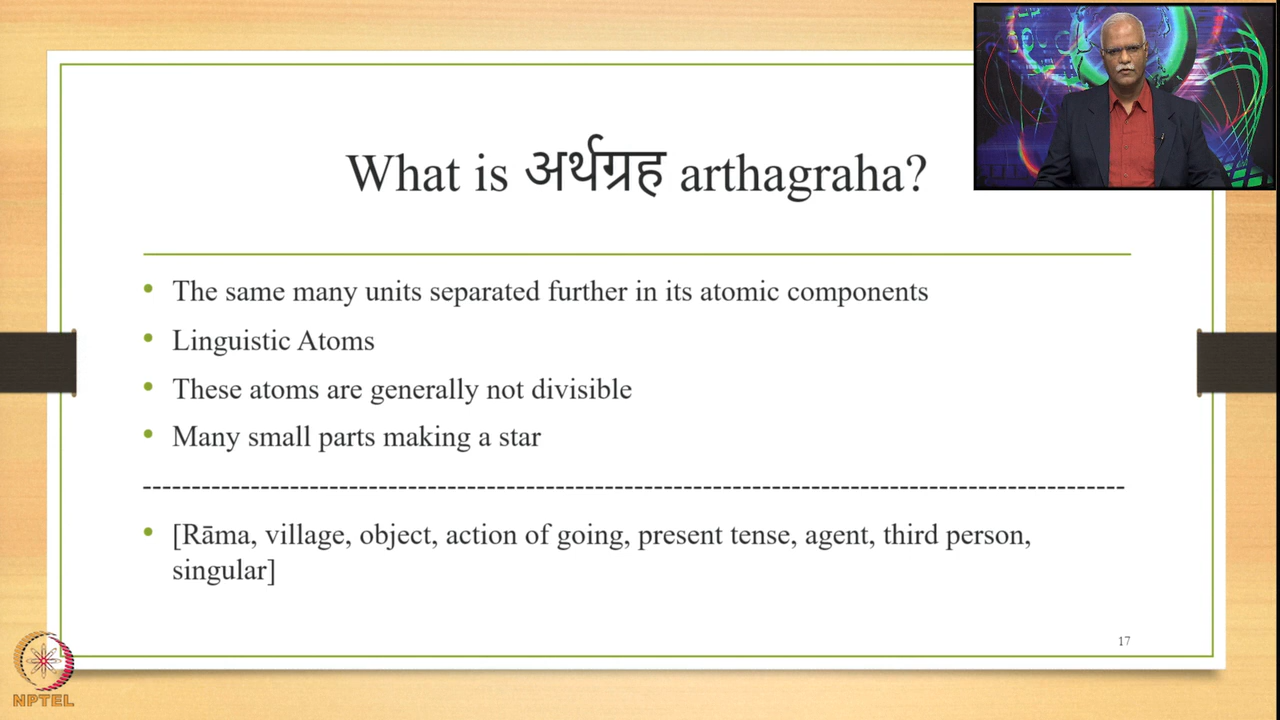 What is अर्थग्रह arthagraha?
• The same many units separated further in its atomic components
• Linguistic Atoms
• These atoms are generally not divisible
• Many small parts making a star
• [Rāma, village, object, action of going, present tense, agent, third person,
singular]
17
NPTEL